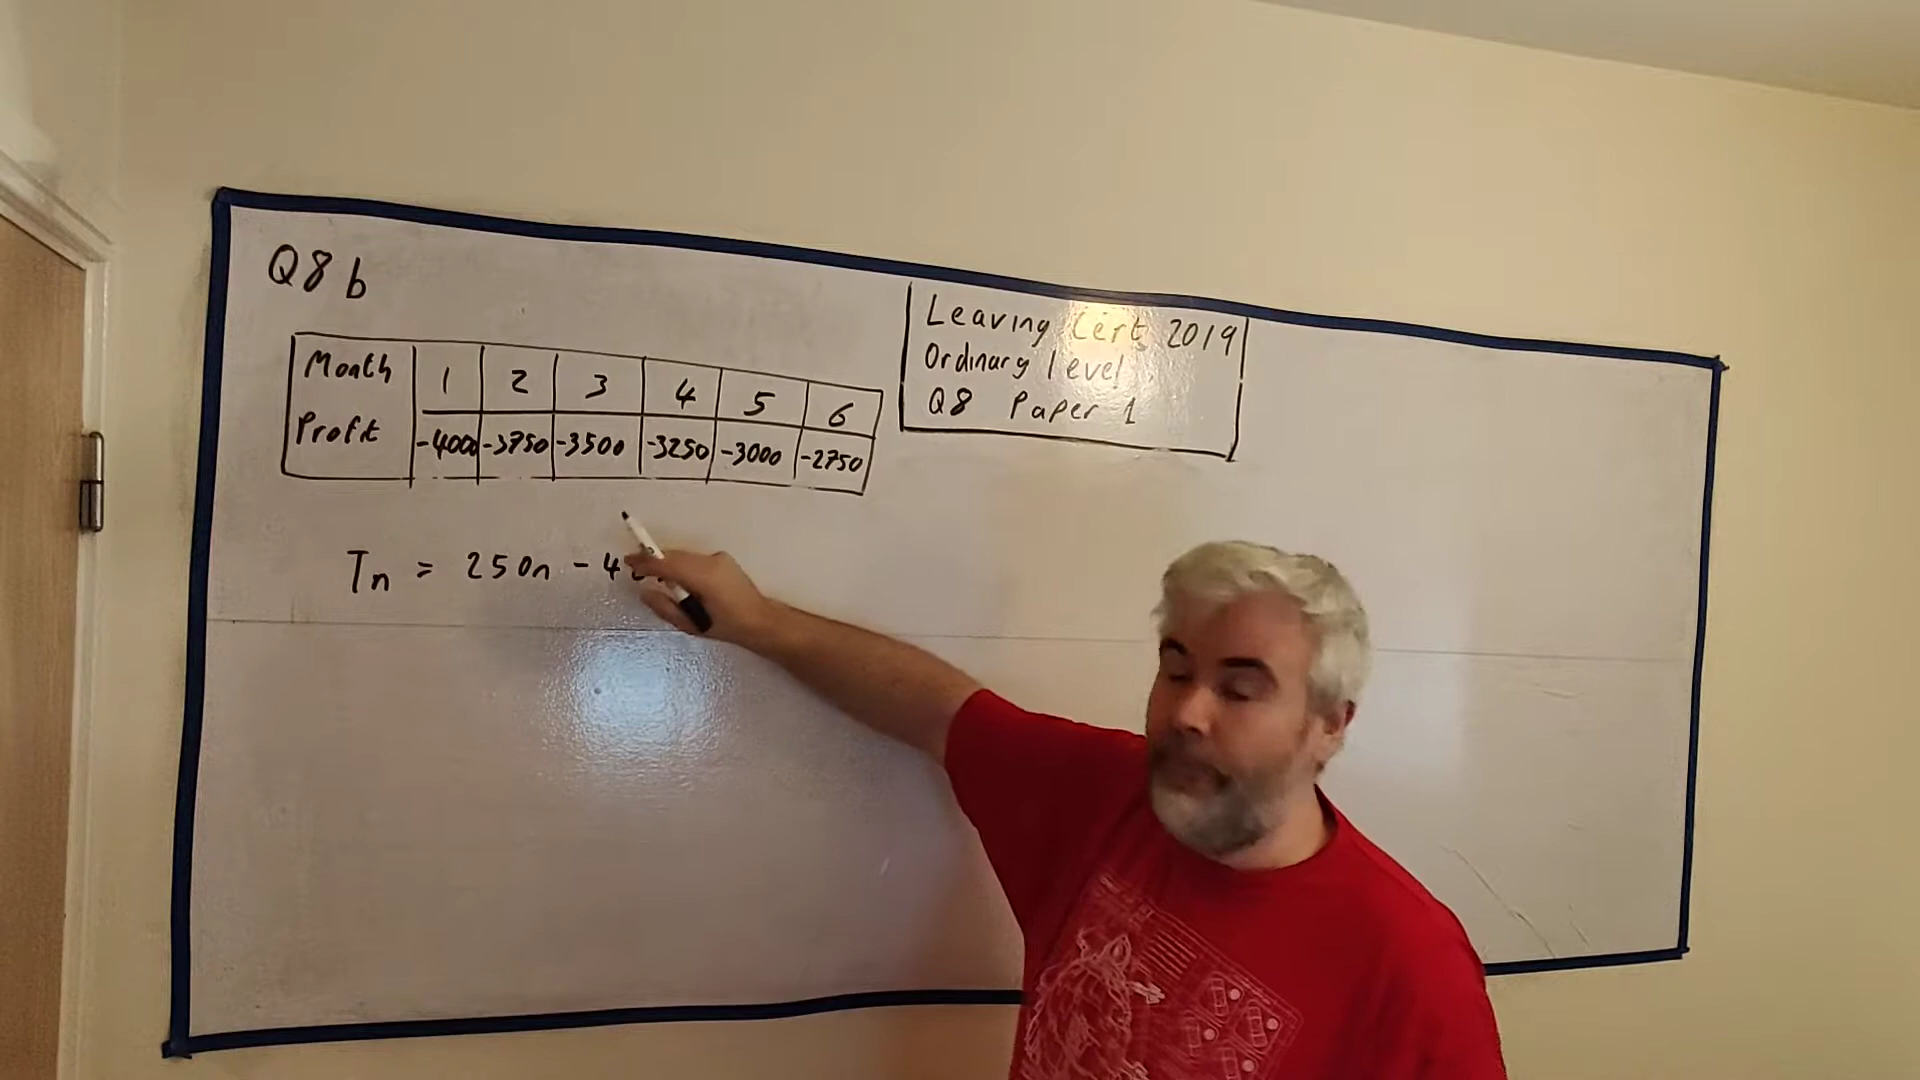 Q8 b
Leaving Cert 2019
Ordinary level
Q8 Paper 1
Month 1 2 3 4 5 6
Profit -4000 -3750 -3500 -3250 -3000 -2750
Tn = 250n - 4